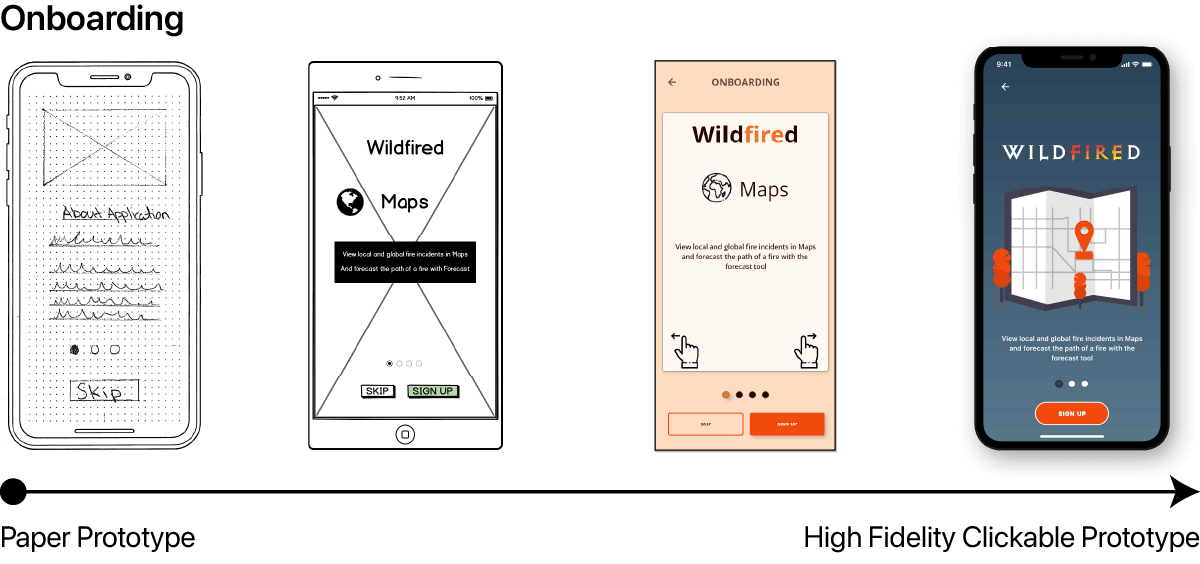 Onboarding
About Application
Skip
9:52 AM
100%
Wildfired
Maps
View local and global fire incidents in Maps
And forecast the path of a fire with Forecast
SKIP
SIGN UP
ONBOARDING
Wildfired
Maps
View local and global fire incidents in Maps
and forecast the path of a fire with the
forecast tool
SKIP
SIGN UP
9:41
WILDFIRED
View local and global fire incidents in Maps
and forecast the path of a fire with the
forecast tool
SIGN UP
Paper Prototype
High Fidelity Clickable Prototype